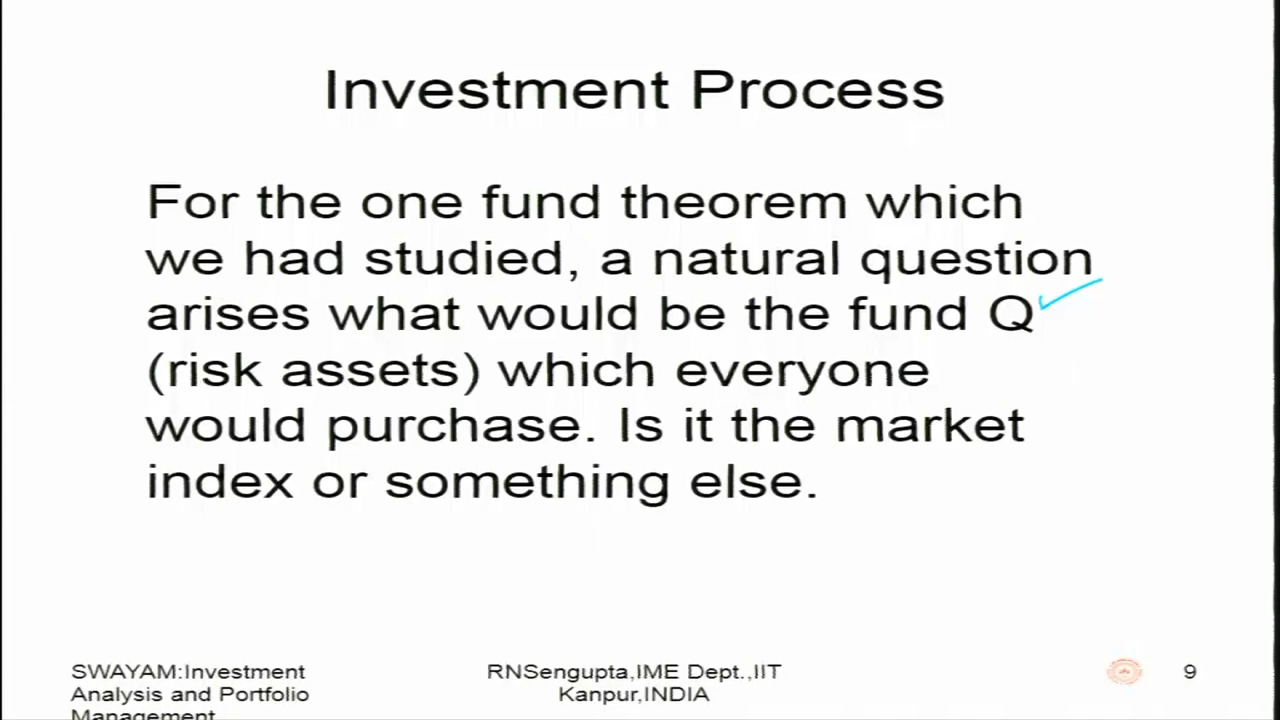 Investment Process
For the one fund theorem which
we had studied, a natural question
arises what would be the fund Q
(risk assets) which everyone
would purchase. Is it the market
index or something else.
SWAYAM:Investment
Analysis and Portfolio
Management
RNSengupta,IME Dept.,IIT
Kanpur,INDIA
9